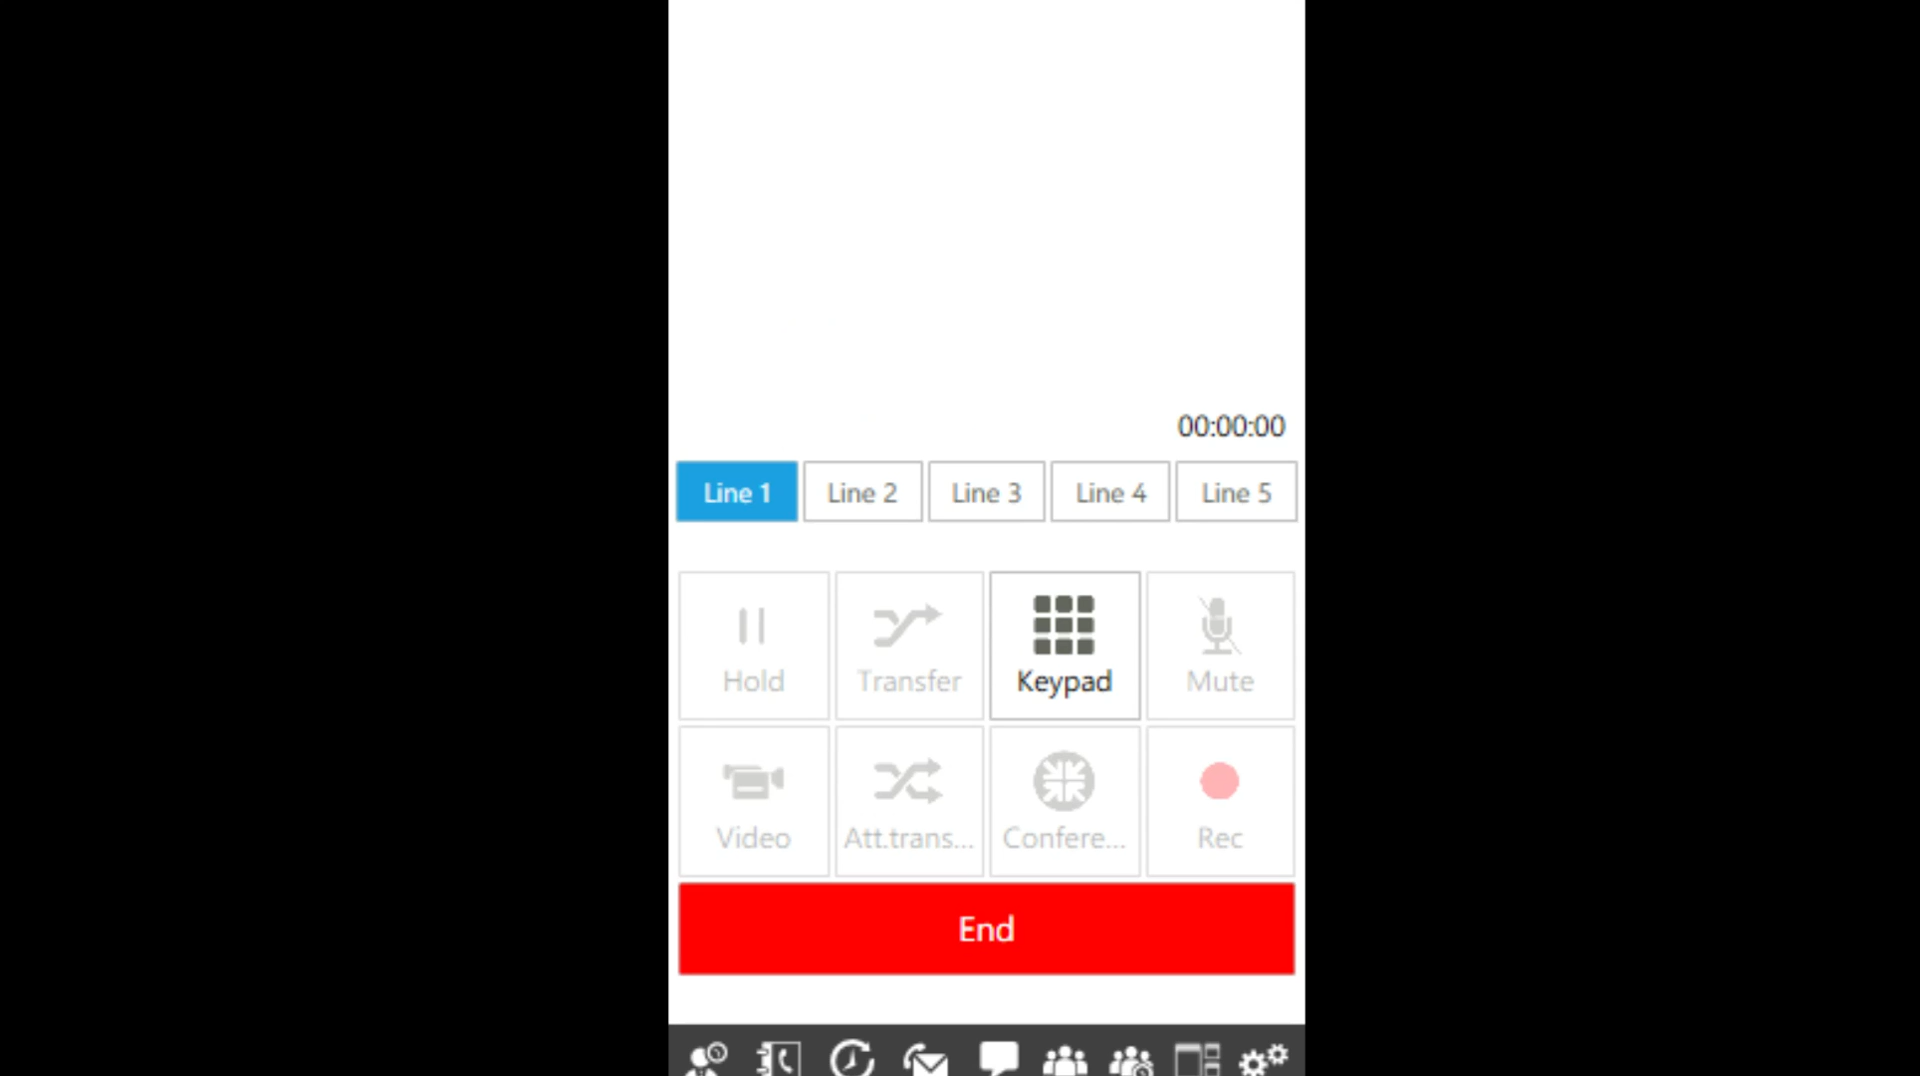 00:00:00
Line 1 Line 2 Line 3 Line 4 Line 5
Hold Transfer Keypad Mute
Video Att.trans... Confere... Rec
End